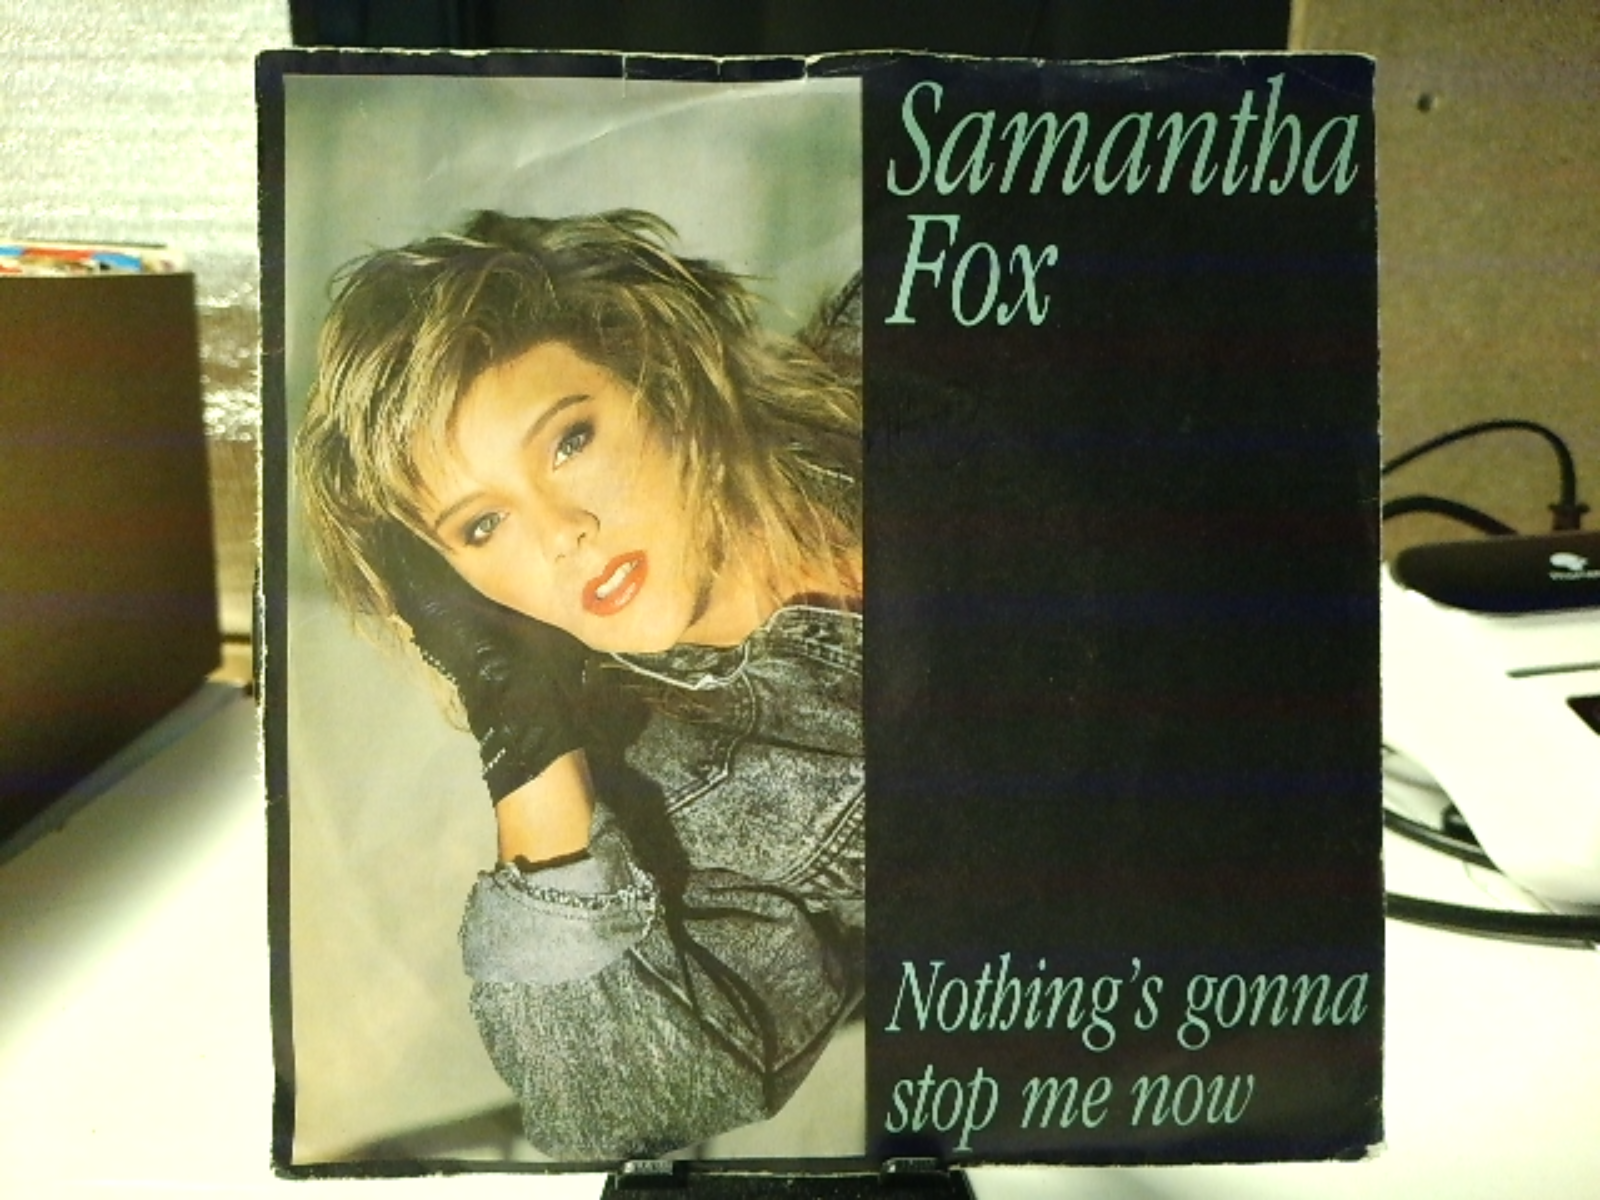 Samantha
Fox
Nothing's gonna
stop me now